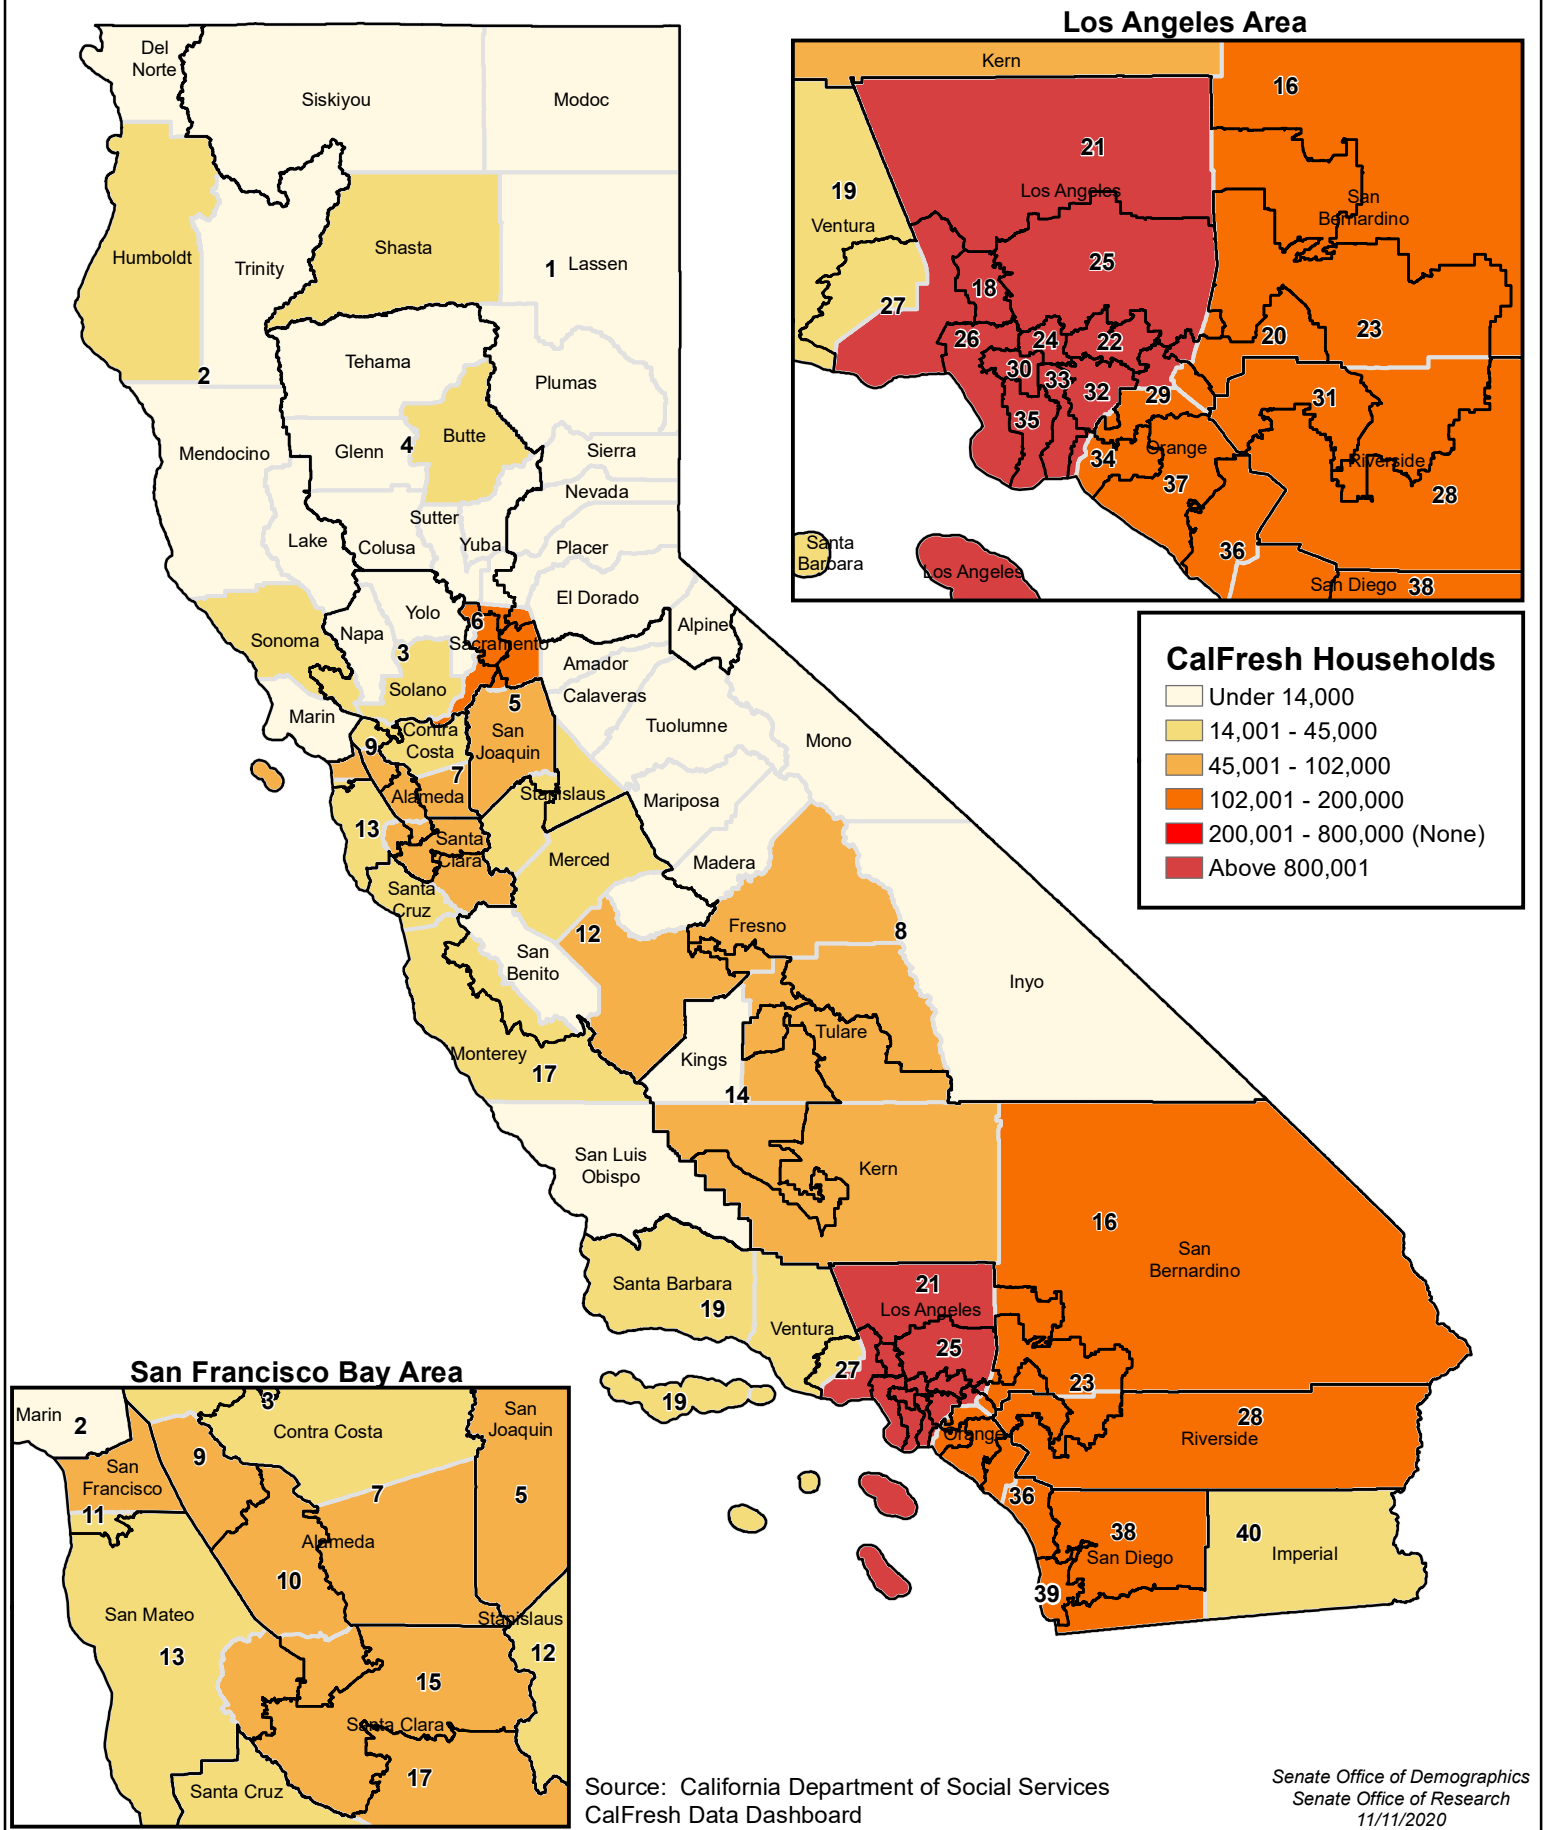 Los Angeles Area
Kern
16
21
Los Angeles
19
Ventura
San
Bernardino
25
18
27
26
24
22
20
23
30
33
32
29
31
35
Orange
34
Riverside
37
28
36
Santa
Barbara
Los Angeles
San Diego
38
CalFresh Households
Under 14,000
14,001 - 45,000
45,001 - 102,000
102,001 - 200,000
200,001 - 800,000 (None)
Above 800,001
Del
Norte
Siskiyou
Modoc
Humboldt
Trinity
Shasta
1
Lassen
2
Tehama
Plumas
Mendocino
Glenn
4
Butte
Sierra
Nevada
Lake
Colusa
Sutter
Yuba
Placer
El Dorado
Sonoma
Napa
Yolo
6
Sacramento
Alpine
3
Solano
Amador
Calaveras
5
Marin
Contra
Costa
San
Joaquin
Tuolumne
Mono
9
7
Alameda
Stanislaus
Mariposa
13
Santa
Clara
Merced
Madera
Santa
Cruz
12
Fresno
8
San
Benito
Inyo
Monterey
17
Kings
Tulare
14
San Luis
Obispo
Kern
16
San
Bernardino
Santa Barbara
19
Ventura
21
Los Angeles
25
27
19
23
Orange
28
Riverside
36
38
San Diego
39
40
Imperial
San Francisco Bay Area
Marin
2
3
Contra Costa
San
Joaquin
San
Francisco
9
7
5
11
Alameda
10
San Mateo
13
Stanislaus
12
15
Santa Clara
17
Santa Cruz
Source: California Department of Social Services
CalFresh Data Dashboard
Senate Office of Demographics
Senate Office of Research
11/11/2020